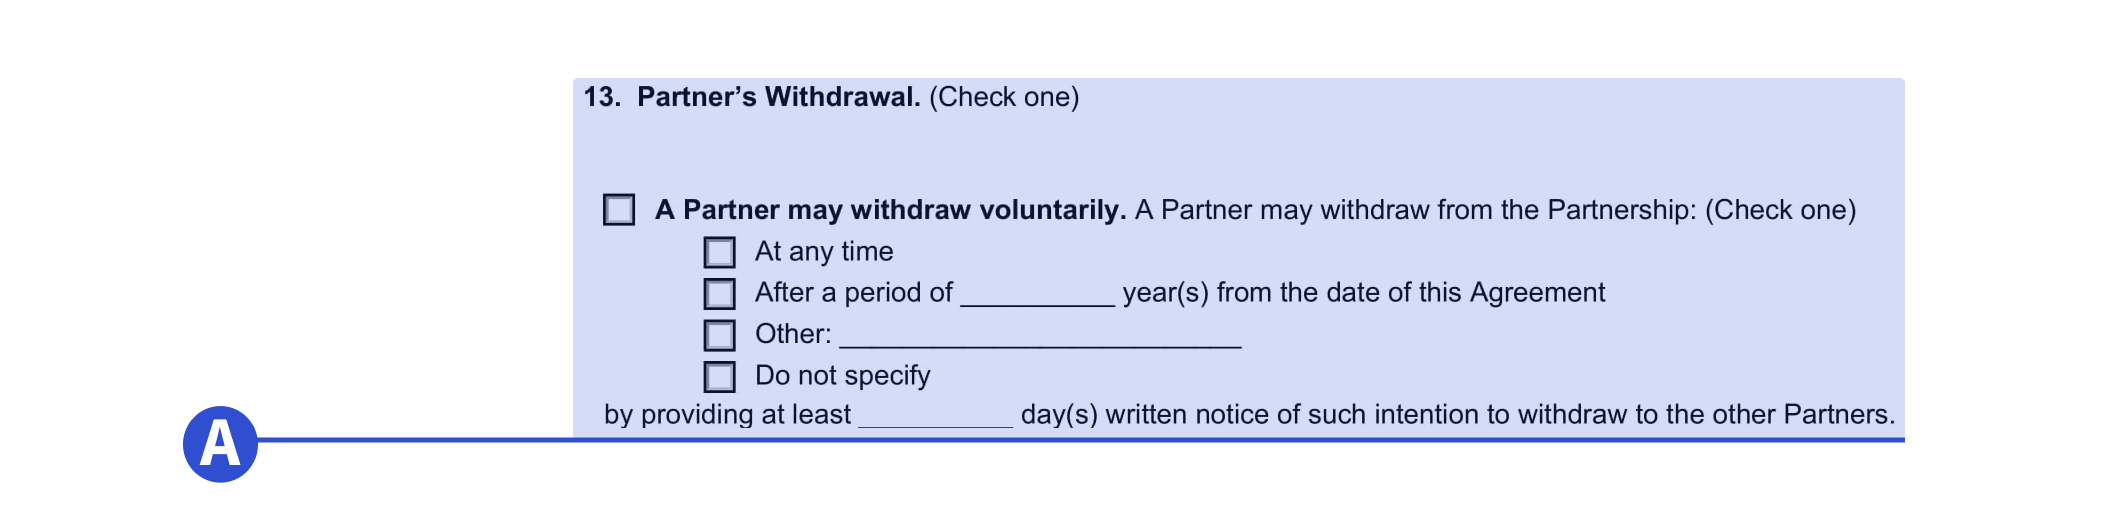 13. Partner’s Withdrawal. (Check one)
A Partner may withdraw voluntarily. A Partner may withdraw from the Partnership: (Check one)
At any time
After a period of __________ year(s) from the date of this Agreement
Other: __________________________
Do not specify
by providing at least __________ day(s) written notice of such intention to withdraw to the other Partners.
A